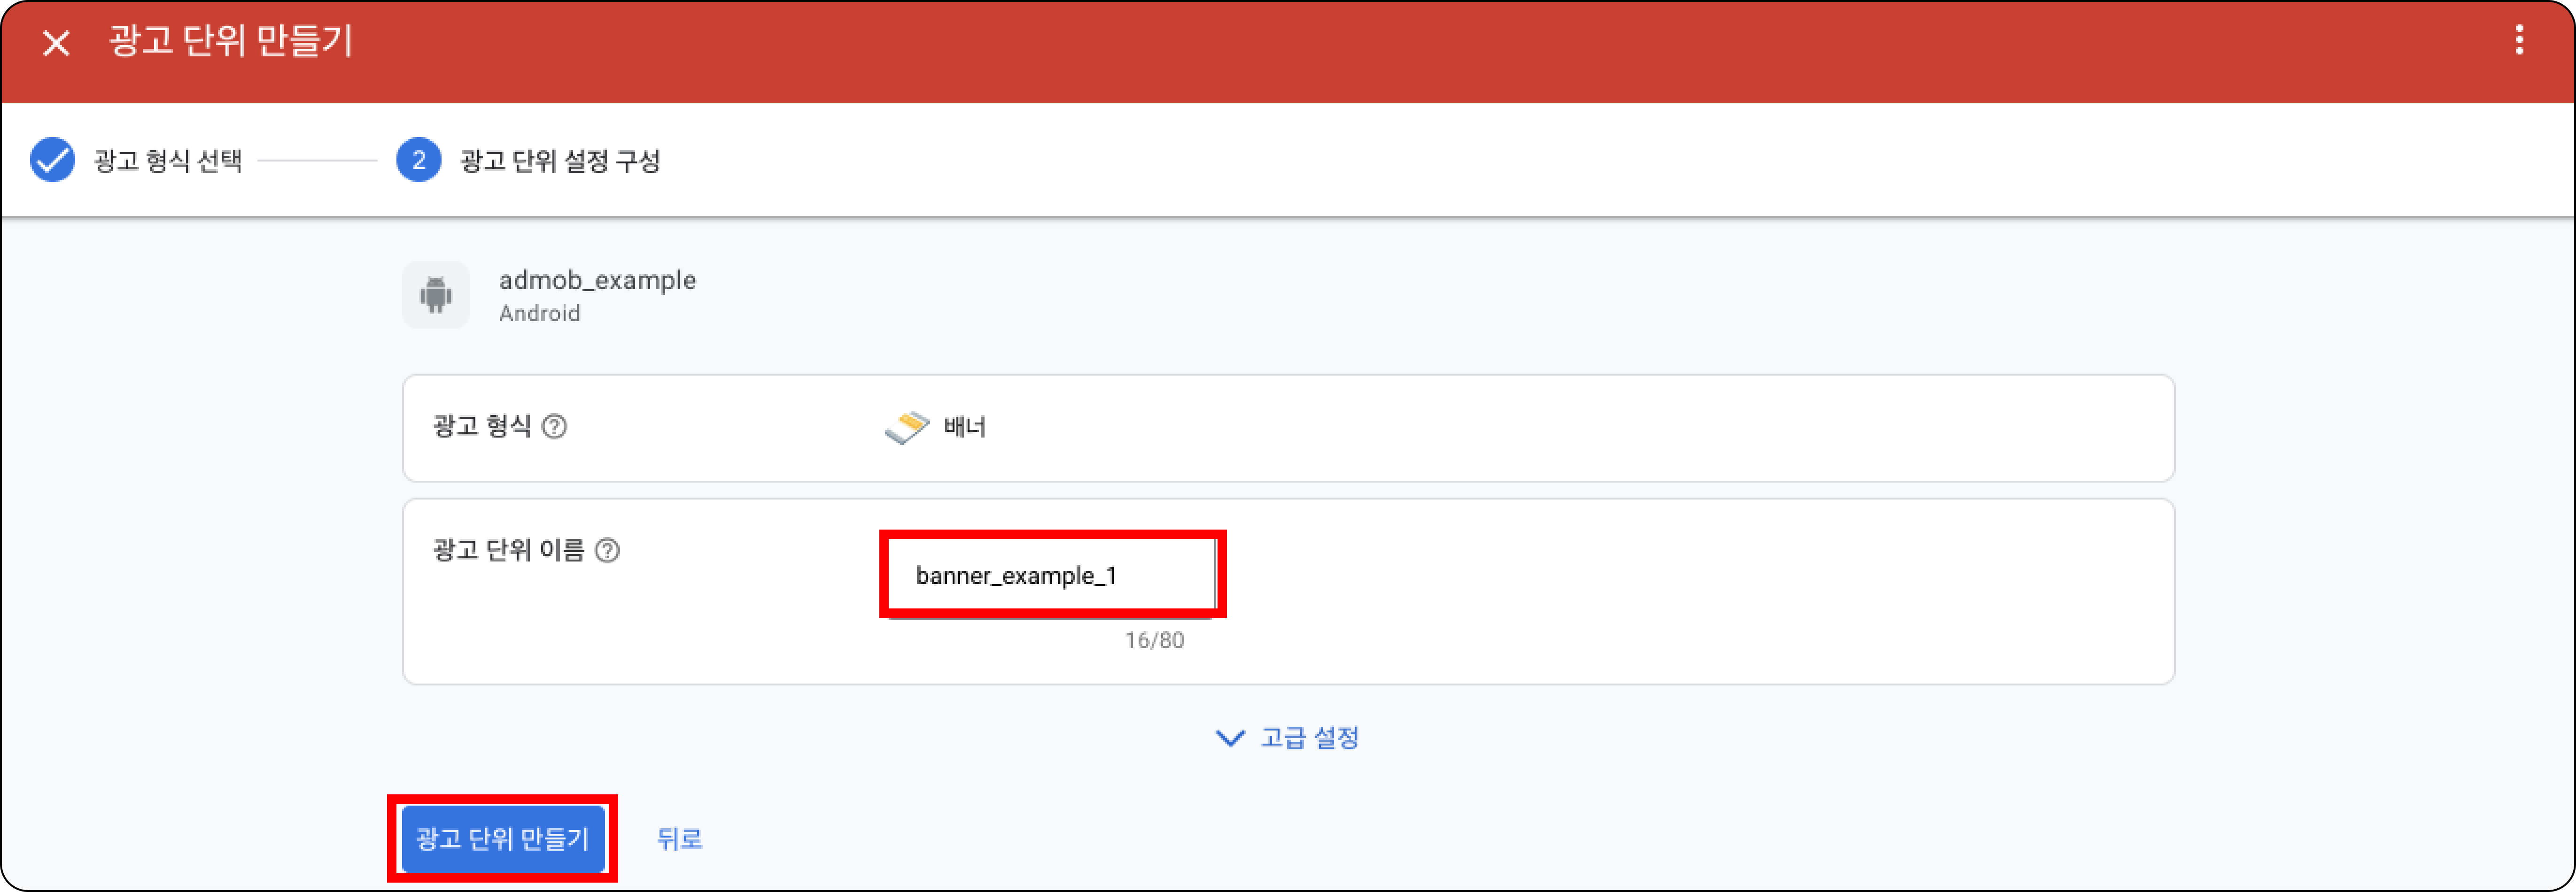 광고 단위 만들기
광고 형식 선택
2 광고 단위 설정 구성
admob_example
Android
광고 형식 ?
배너
광고 단위 이름 ?
banner_example_1
16/80
고급 설정
광고 단위 만들기
뒤로